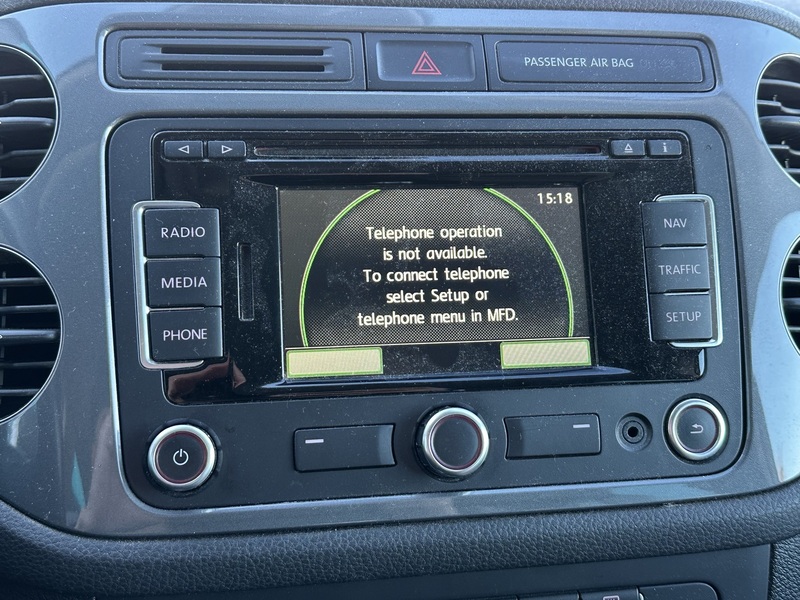 PASSENGER AIR BAG
i
15:18
RADIO
MEDIA
PHONE
Telephone operation
is not available.
To connect telephone
select Setup or
telephone menu in MFD.
NAV
TRAFFIC
SETUP